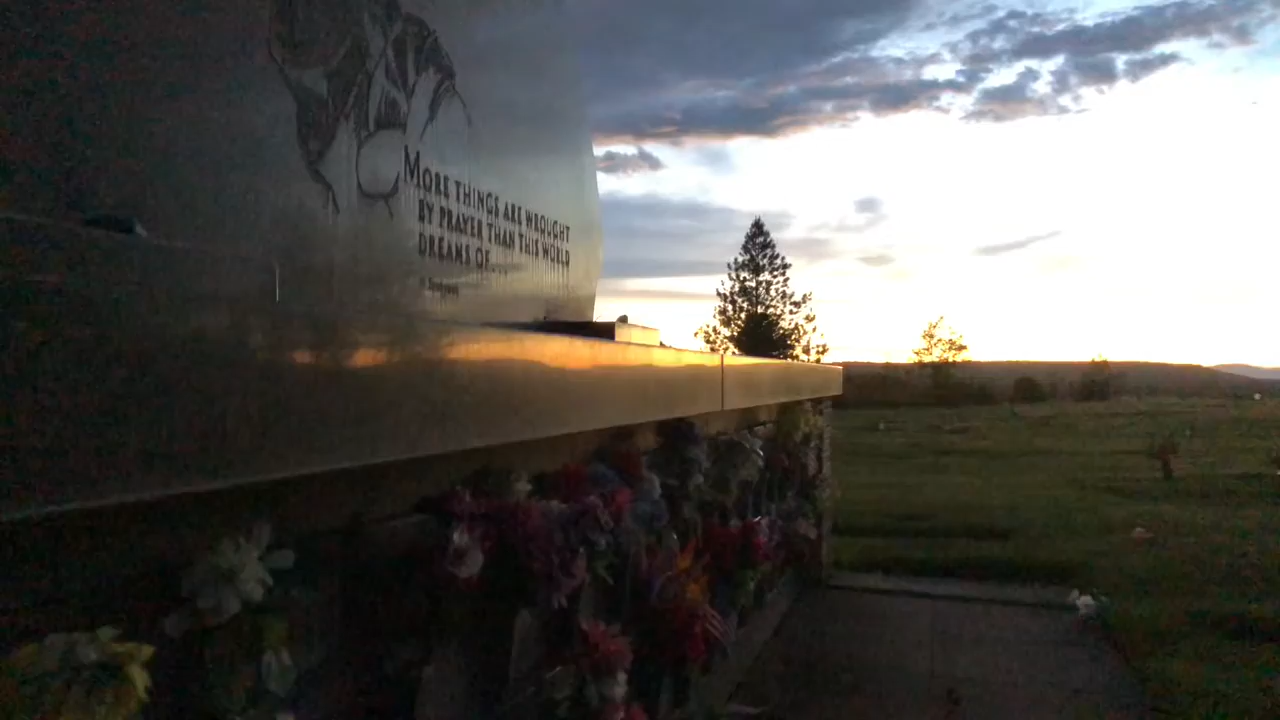 MORE THINGS ARE WROUGHT
BY PRAYER THAN THIS WORLD
DREAMS OF...